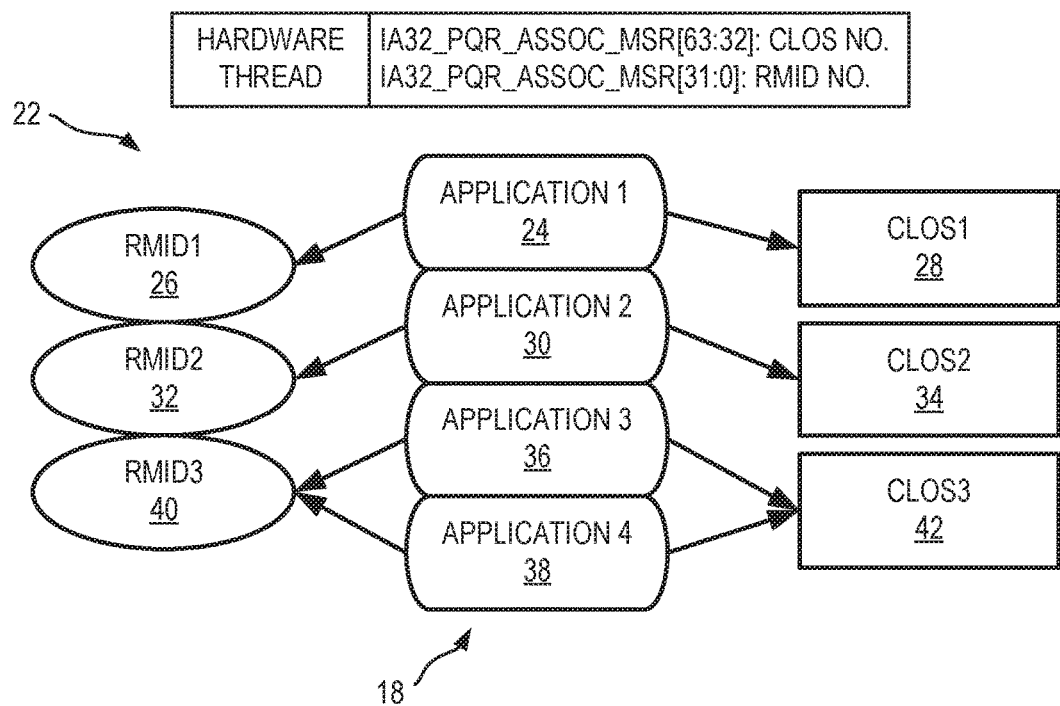 HARDWARE THREAD
IA32_PQR_ASSOC_MSR[63:32]: CLOS NO.
IA32_PQR_ASSOC_MSR[31:0]: RMID NO.
22
APPLICATION 1
24
RMID1
26
CLOS1
28
APPLICATION 2
30
RMID2
32
CLOS2
34
APPLICATION 3
36
RMID3
40
CLOS3
42
APPLICATION 4
38
18